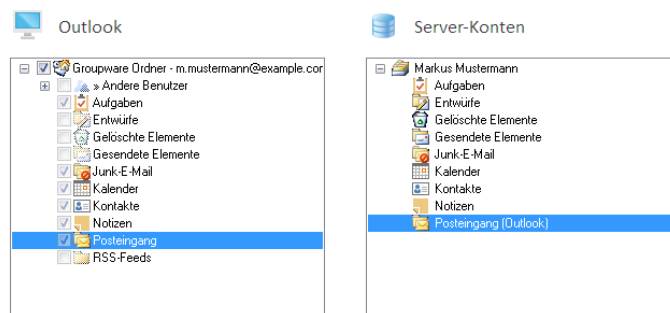 Outlook
Groupware Ordner - m.mustermann@example.cor
» Andere Benutzer
Aufgaben
Entwürfe
Gelöschte Elemente
Gesendete Elemente
Junk-E-Mail
Kalender
Kontakte
Notizen
Posteingang
RSS-Feeds
Server-Konten
Markus Mustermann
Aufgaben
Entwürfe
Gelöschte Elemente
Gesendete Elemente
Junk-E-Mail
Kalender
Kontakte
Notizen
Posteingang (Outlook)